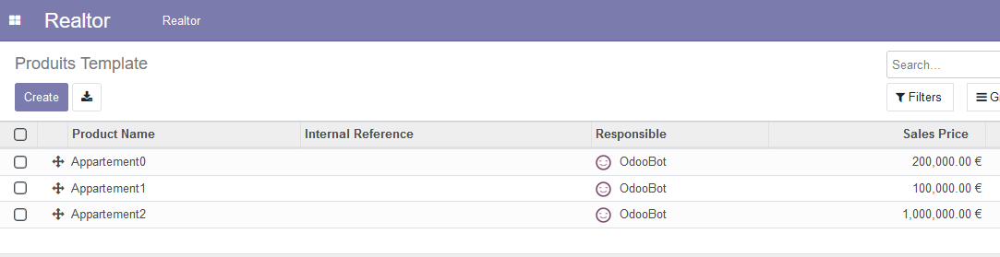 Realtor Realtor
Produits Template
Search...
Create Filters G
Product Name Internal Reference Responsible Sales Price
Appartement0 OdooBot 200,000.00 €
Appartement1 OdooBot 100,000.00 €
Appartement2 OdooBot 1,000,000.00 €